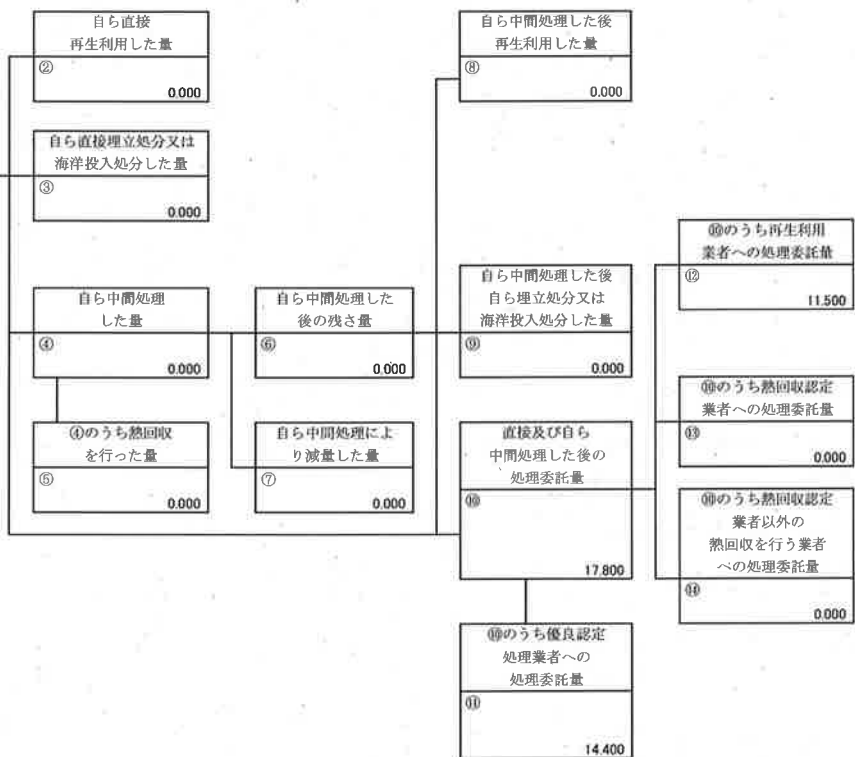 自ら直接
再生利用した量
②
0.000
自ら中間処理した後
再生利用した量
⑧
0.000
自ら直接埋立処分又は
海洋投入処分した量
③
0.000
⑩のうち再生利用
業者への処理委託量
⑫
11.500
自ら中間処理
した量
④
0.000
自ら中間処理した
後の残さ量
⑥
0.000
自ら中間処理した後
自ら埋立処分又は
海洋投入処分した量
⑨
0.000
⑩のうち熱回収認定
業者への処理委託量
⑬
0.000
④のうち熱回収
を行った量
⑤
0.000
自ら中間処理によ
り減量した量
⑦
0.000
直接及び自ら
中間処理した後の
処理委託量
⑩
17.800
⑩のうち熱回収認定
業者以外の
熱回収を行う業者
への処理委託量
⑭
0.000
⑩のうち優良認定
処理業者への
処理委託量
⑪
14.400